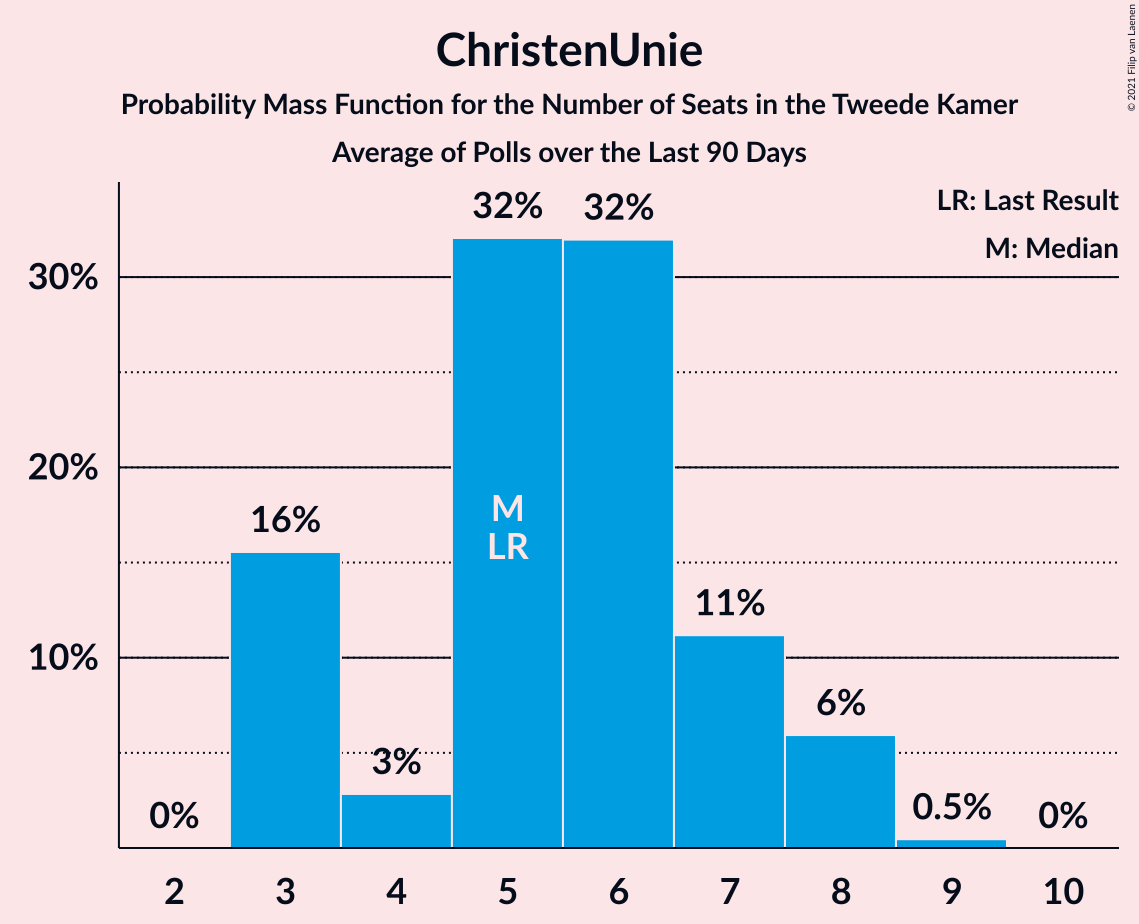 ChristenUnie
Probability Mass Function for the Number of Seats in the Tweede Kamer
Average of Polls over the Last 90 Days
© 2021 Filip van Laenen
LR: Last Result
M: Median
30%
20%
10%
0%
16%
3%
32%
32%
11%
6%
0.5%
0%
M
LR
2 3 4 5 6 7 8 9 10